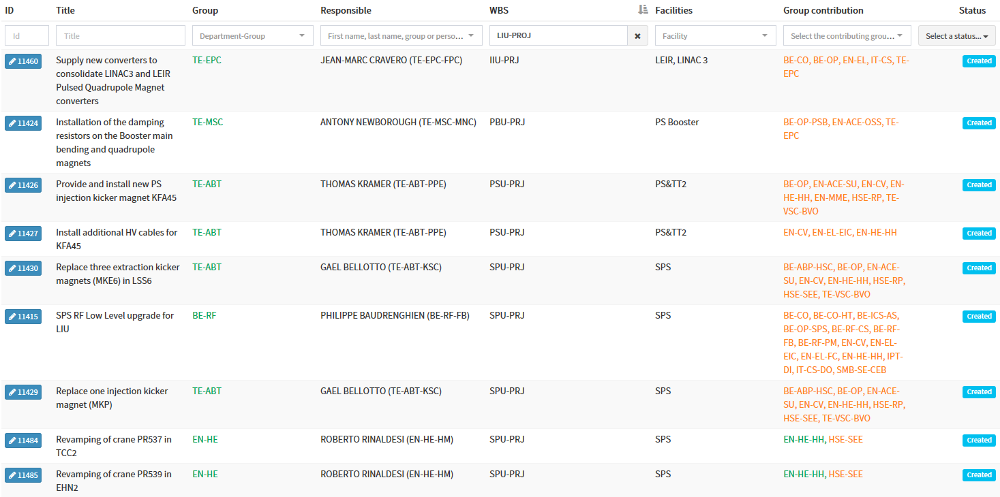 ID Title Group Responsible WBS Facilities Group contribution Status
Id Title Department-Group First name, last name, group or perso... LIU-PROJ Facility Select the contributing grou... Select a status...
11460 Supply new converters to TE-EPC JEAN-MARC CRAVERO (TE-EPC-FPC) IIU-PRJ LEIR, LINAC 3 BE-CO, BE-OP, EN-EL, IT-CS, TE- Created
consolidate LINAC3 and LEIR EPC
Pulsed Quadrupole Magnet
converters
11424 Installation of the damping TE-MSC ANTONY NEWBOROUGH (TE-MSC-MNC) PBU-PRJ PS Booster BE-OP-PSB, EN-ACE-OSS, TE- Created
resistors on the Booster main EPC
bending and quadrupole
magnets
11426 Provide and install new PS TE-ABT THOMAS KRAMER (TE-ABT-PPE) PSU-PRJ PS&TT2 BE-OP, EN-ACE-SU, EN-CV, EN- Created
injection kicker magnet KFA45 HE-HH, EN-MME, HSE-RP, TE-
VSC-BVO
11427 Install additional HV cables for TE-ABT THOMAS KRAMER (TE-ABT-PPE) PSU-PRJ PS&TT2 EN-CV, EN-EL-EIC, EN-HE-HH Created
KFA45
11430 Replace three extraction kicker TE-ABT GAEL BELLOTTO (TE-ABT-KSC) SPU-PRJ SPS BE-ABP-HSC, BE-OP, EN-ACE- Created
magnets (MKE6) in LSS6 SU, EN-CV, EN-HE-HH, HSE-RP,
HSE-SEE, TE-VSC-BVO
11415 SPS RF Low Level upgrade for BE-RF PHILIPPE BAUDRENGHIEN (BE-RF-FB) SPU-PRJ SPS BE-CO, BE-CO-HT, BE-ICS-AS, Created
LIU BE-OP-SPS, BE-RF-CS, BE-RF-
FB, BE-RF-PM, EN-CV, EN-EL-
EIC, EN-EL-FC, EN-HE-HH, IPT-
DI, IT-CS-DO, SMB-SE-CEB
11429 Replace one injection kicker TE-ABT GAEL BELLOTTO (TE-ABT-KSC) SPU-PRJ SPS BE-ABP-HSC, BE-OP, EN-ACE- Created
magnet (MKP) SU, EN-CV, EN-HE-HH, HSE-RP,
HSE-SEE, TE-VSC-BVO
11484 Revamping of crane PR537 in EN-HE ROBERTO RINALDESI (EN-HE-HM) SPU-PRJ SPS EN-HE-HH, HSE-SEE Created
TCC2
11485 Revamping of crane PR539 in EN-HE ROBERTO RINALDESI (EN-HE-HM) SPU-PRJ SPS EN-HE-HH, HSE-SEE Created
EHN2